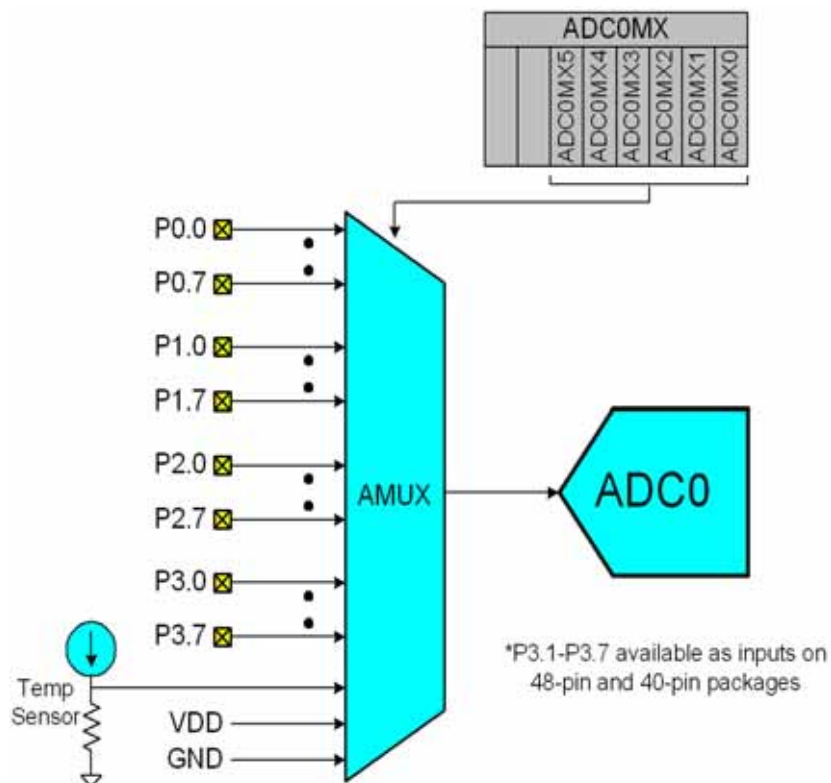 ADC0MX
ADC0MX5
ADC0MX4
ADC0MX3
ADC0MX2
ADC0MX1
ADC0MX0
P0.0
P0.7
P1.0
P1.7
P2.0
P2.7
P3.0
P3.7
AMUX
ADC0
Temp
Sensor
VDD
GND
*P3.1-P3.7 available as inputs on
48-pin and 40-pin packages